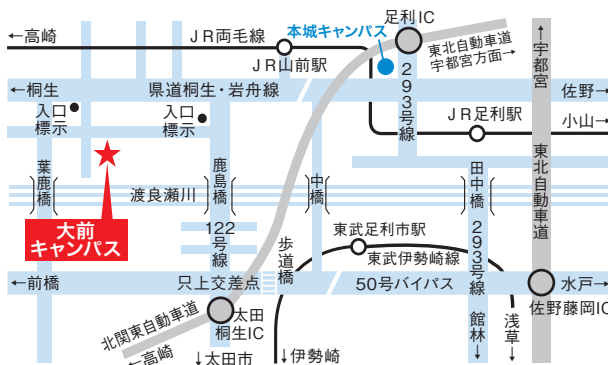 ←高崎
JR両毛線
本城キャンパス
足利IC
東北自動車道
宇都宮方面→
↑宇都宮
JR山前駅
←桐生
県道桐生・岩舟線
293号線
佐野→
入口
標示
入口
標示
JR足利駅
小山→
葉鹿橋
渡良瀬川
鹿島橋
中橋
田中橋
東北自動車道
大前
キャンパス
122号線
歩道橋
東武足利市駅
東武伊勢崎線
293号線
←前橋
只上交差点
50号バイパス
水戸→
北関東自動車道
太田
桐生IC
佐野藤岡IC
館林→
浅草→
←高崎
↓太田市
↓伊勢崎